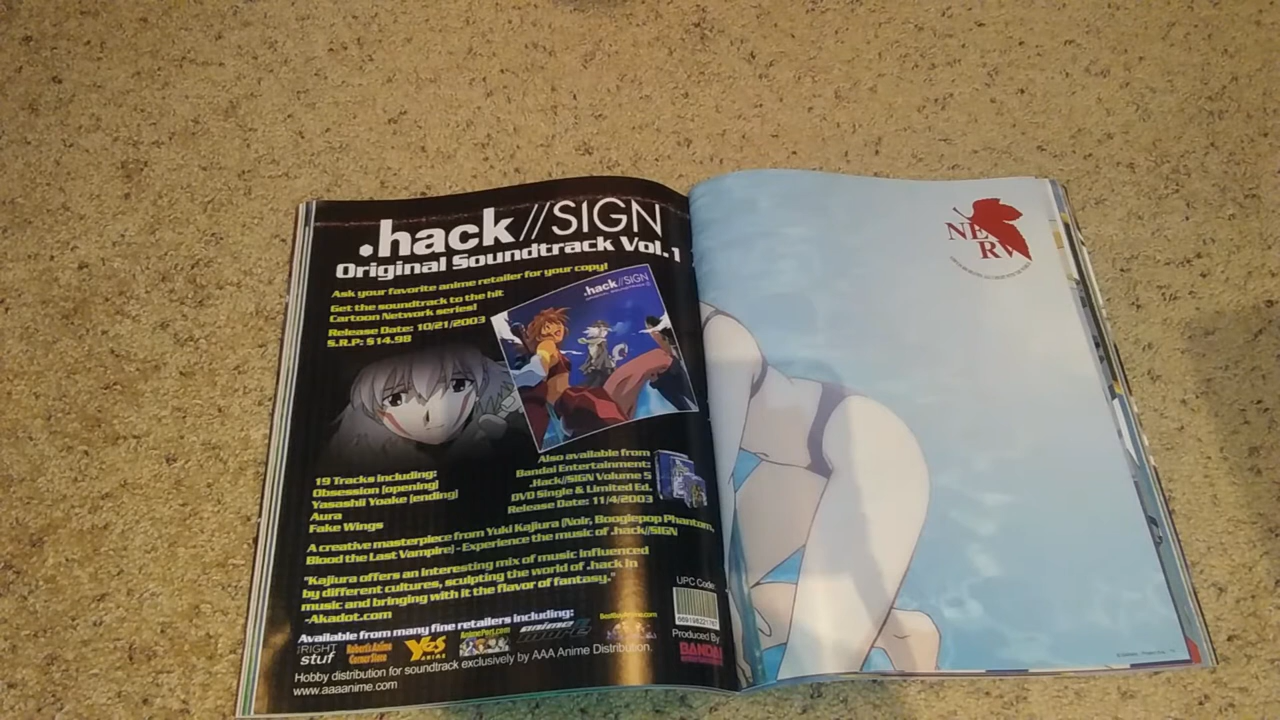 .hack//SIGN
Original Soundtrack Vol.1
Ask your favorite anime retailer for your copy!
Get the soundtrack to the hit
Cartoon Network series!
Release Date: 10/21/2003
S.R.P: $14.98
.hack//SIGN
19 Tracks Including:
Obsession [opening]
Yasashii Yoake [ending]
Aura
Fake Wings
Also available from
Bandai Entertainment:
.Hack//SIGN Volume 5
DVD Single & Limited Ed.
Release Date: 11/4/2003
A creative masterpiece from Yuki Kajiura (Noir, Boogiepop Phantom,
Blood the Last Vampire) - Experience the music of .hack//SIGN
"Kajiura offers an interesting mix of music influenced
by different cultures, sculpting the world of .hack in
music and bringing with it the flavor of fantasy."
-Akadot.com
UPC Code:
669198221767
Available from many fine retailers including:
RIGHT
stuf
Robert's Anime
Corner Store
YES
ANIME
AnimePort.com
anime
more
Produced By:
BANDAI
Hobby distribution for soundtrack exclusively by AAA Anime Distribution.
www.aaaanime.com
NERV